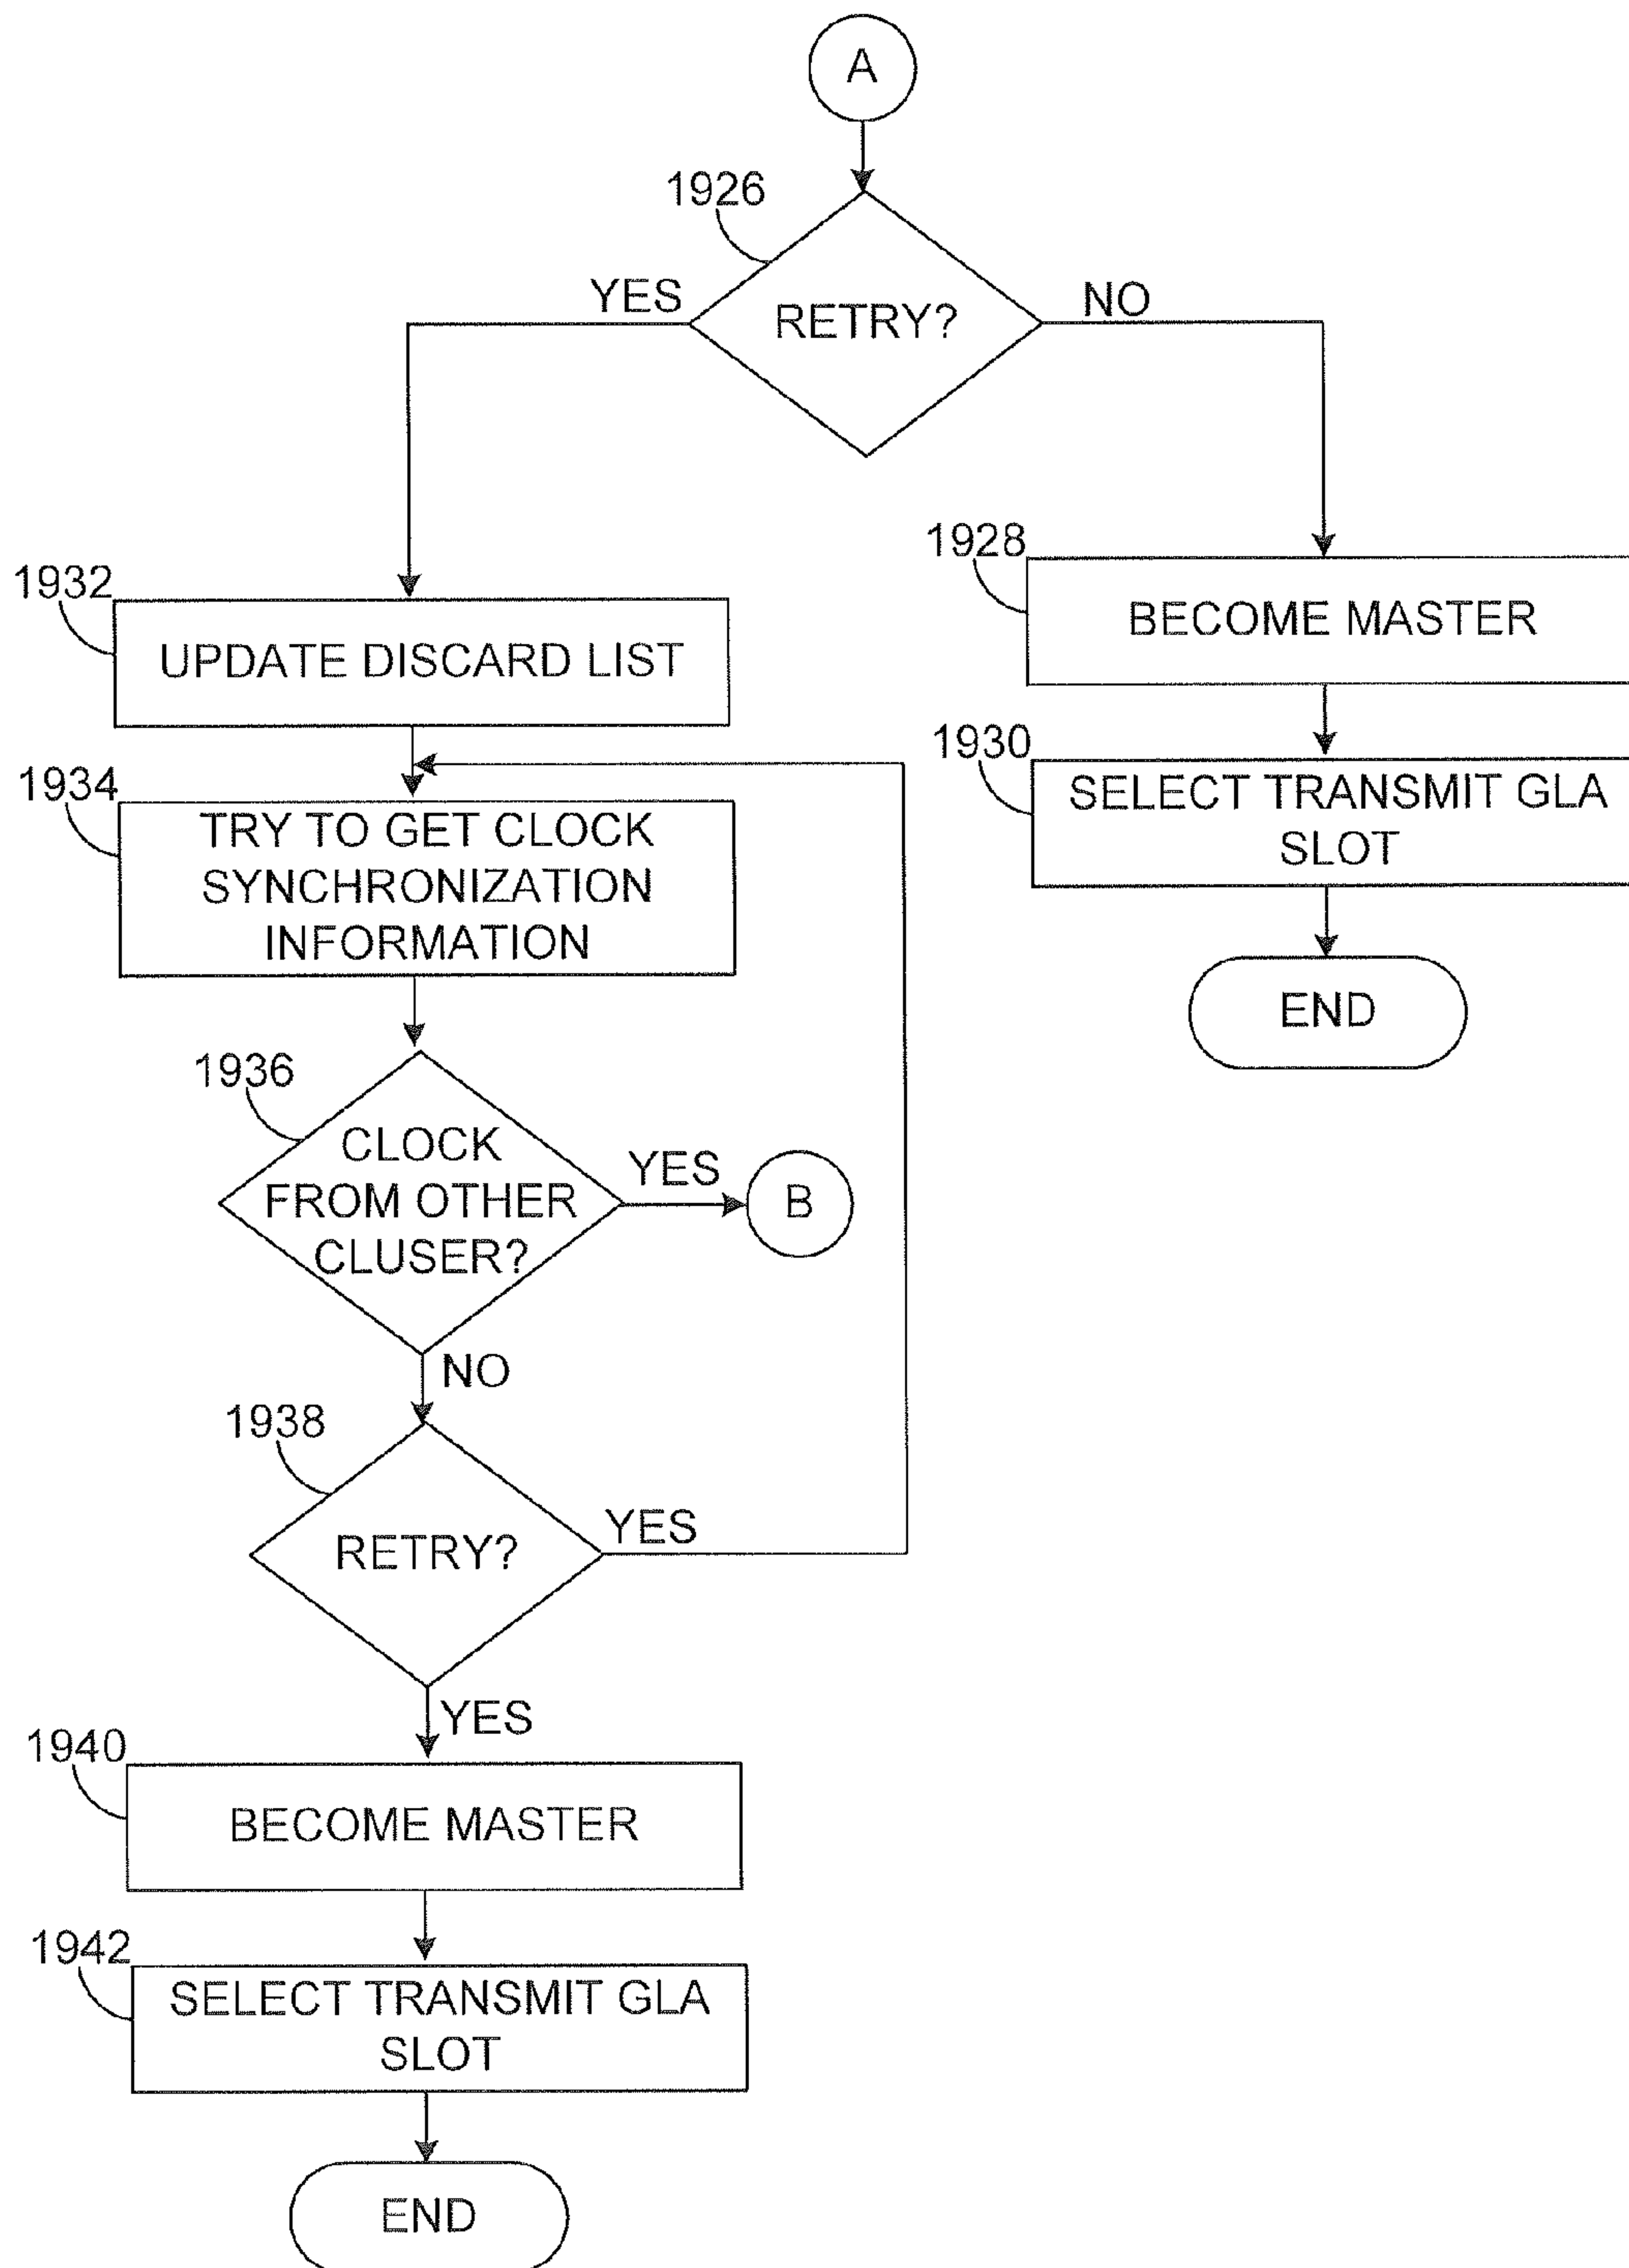 A
1926
YES
RETRY?
NO
1928
BECOME MASTER
1930
SELECT TRANSMIT GLA
SLOT
END
1932
UPDATE DISCARD LIST
1934
TRY TO GET CLOCK
SYNCHRONIZATION
INFORMATION
1936
CLOCK
FROM OTHER
CLUSER?
YES
B
NO
1938
RETRY?
YES
YES
1940
BECOME MASTER
1942
SELECT TRANSMIT GLA
SLOT
END